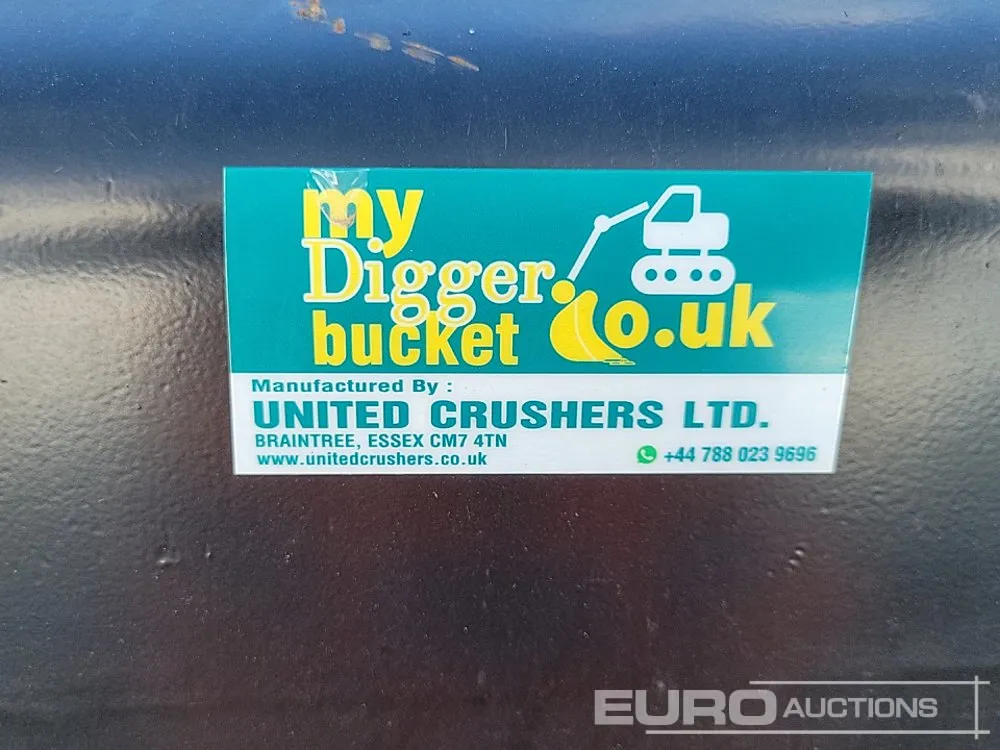 my
Digger
bucket .co.uk
Manufactured By :
UNITED CRUSHERS LTD.
BRAINTREE, ESSEX CM7 4TN
www.unitedcrushers.co.uk
+44 788 023 9696
EURO AUCTIONS